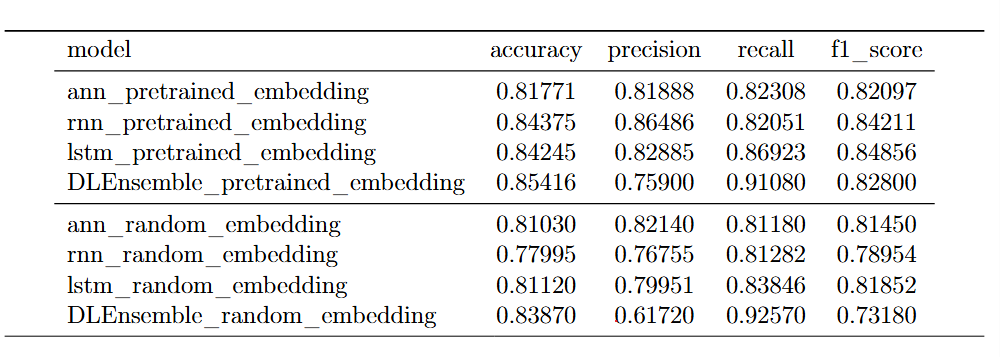 model accuracy precision recall f1_score
ann_pretrained_embedding 0.81771 0.81888 0.82308 0.82097
rnn_pretrained_embedding 0.84375 0.86486 0.82051 0.84211
lstm_pretrained_embedding 0.84245 0.82885 0.86923 0.84856
DLEnsemble_pretrained_embedding 0.85416 0.75900 0.91080 0.82800
ann_random_embedding 0.81030 0.82140 0.81180 0.81450
rnn_random_embedding 0.77995 0.76755 0.81282 0.78954
lstm_random_embedding 0.81120 0.79951 0.83846 0.81852
DLEnsemble_random_embedding 0.83870 0.61720 0.92570 0.73180